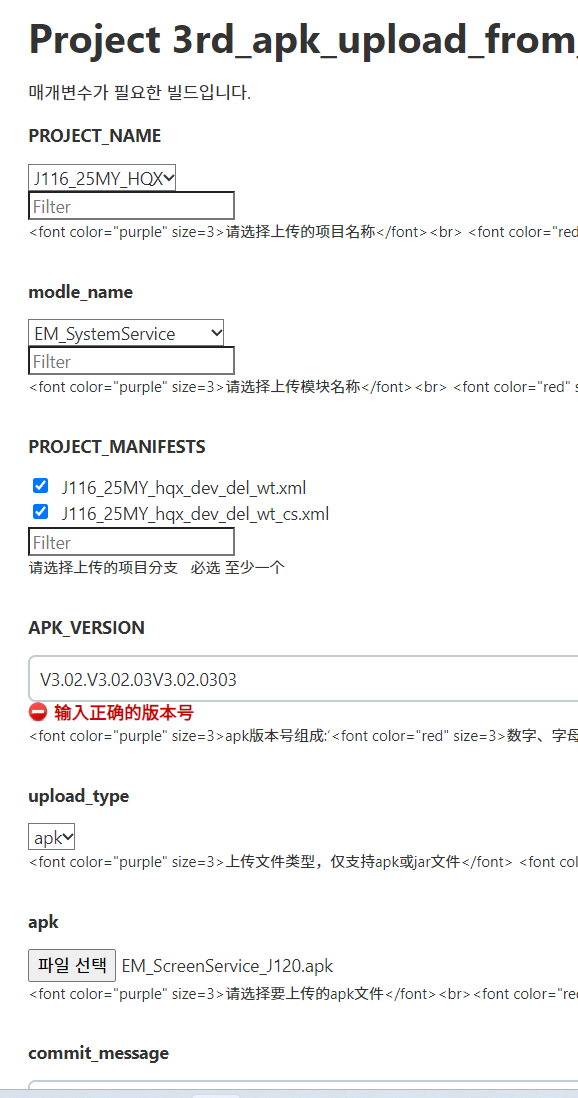 Project 3rd_apk_upload_from_
매개변수가 필요한 빌드입니다.
PROJECT_NAME
J116_25MY_HQX
Filter
<font color="purple" size=3>请选择上传的项目名称</font><br> <font color="red
modle_name
EM_SystemService
Filter
<font color="purple" size=3>请选择上传模块名称</font><br> <font color="red" s
PROJECT_MANIFESTS
J116_25MY_hqx_dev_del_wt.xml
J116_25MY_hqx_dev_del_wt_cs.xml
Filter
请选择上传的项目分支 必选 至少一个
APK_VERSION
V3.02.V3.02.03V3.02.0303
输入正确的版本号
<font color="purple" size=3>apk版本号组成:‘<font color="red" size=3>数字、字母
upload_type
apk
<font color="purple" size=3>上传文件类型，仅支持apk或jar文件</font> <font col
apk
파일 선택 EM_ScreenService_J120.apk
<font color="purple" size=3>请选择要上传的apk文件</font><br><font color="rec
commit_message